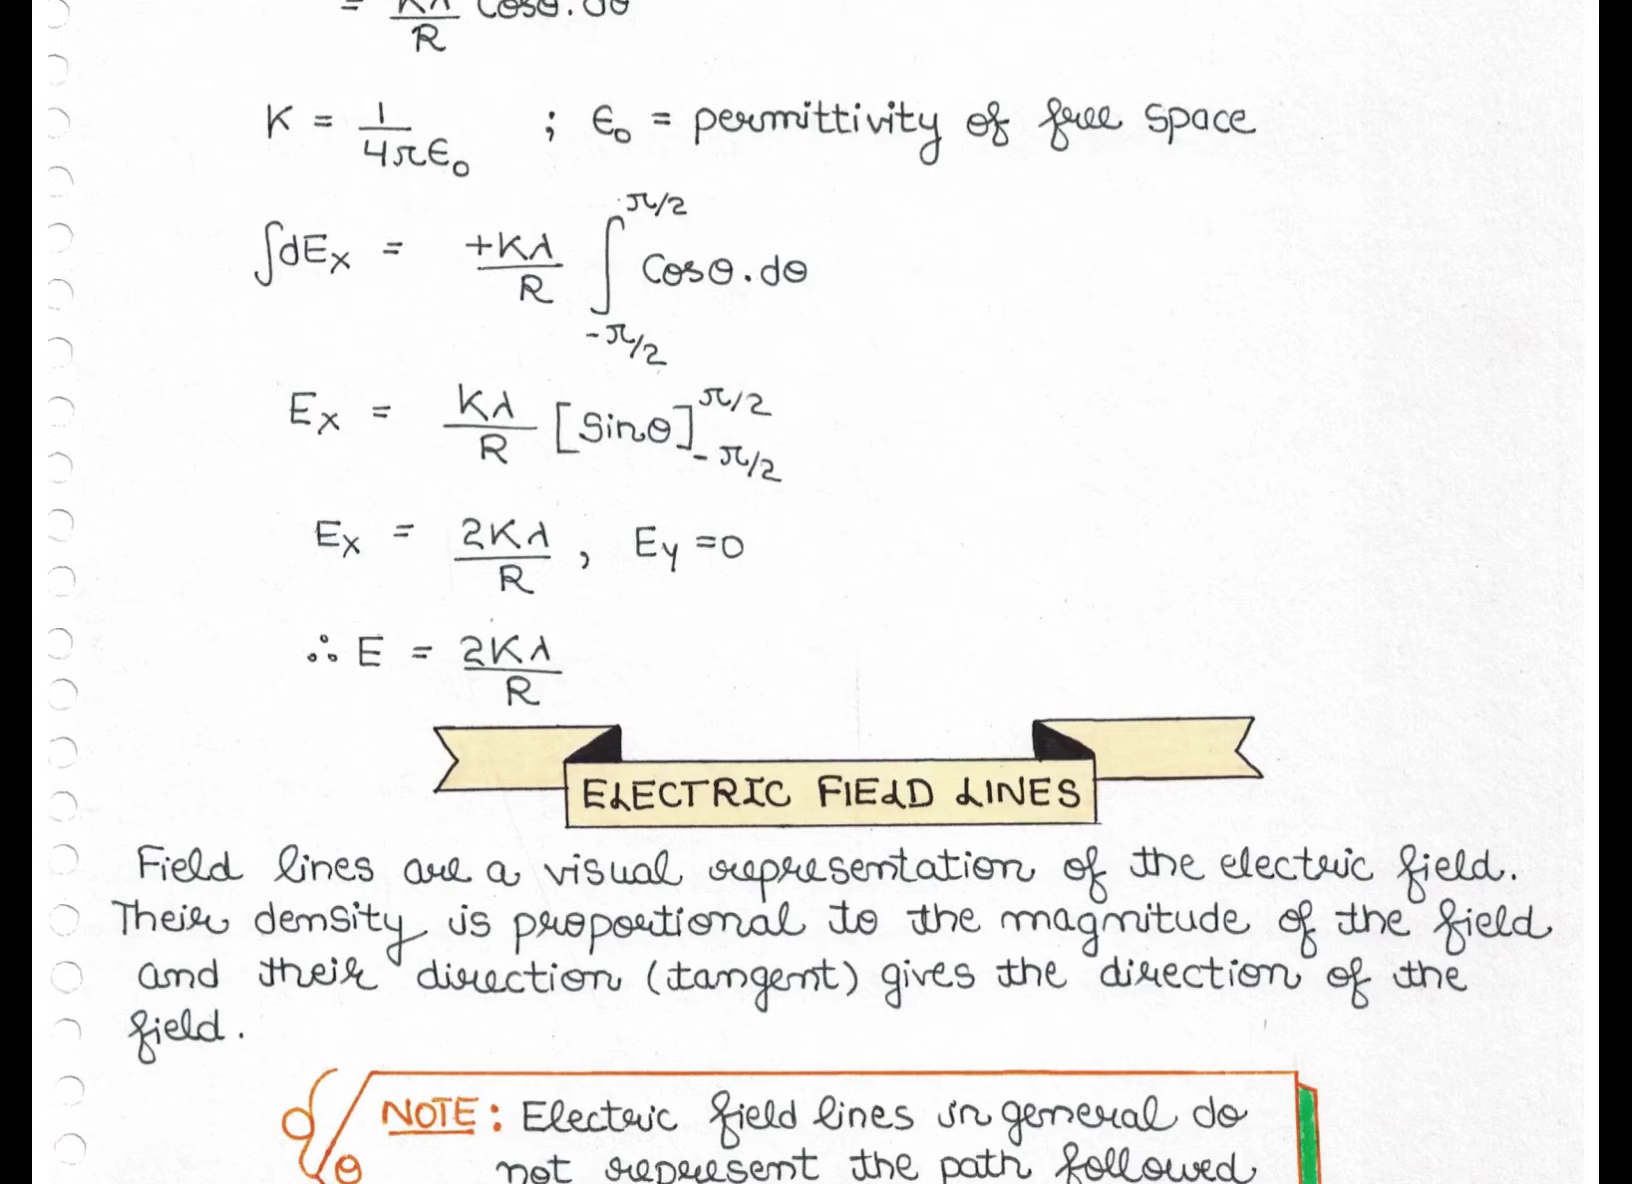 = Kλ/R Cosθ.dθ
K = 1/4πϵ₀ ; ϵ₀ = permittivity of free space
∫dEx = +Kλ/R ∫_{-π/2}^{π/2} Cosθ.dθ
Ex = Kλ/R [Sinθ]_{-π/2}^{π/2}
Ex = 2Kλ/R , Ey =0
∴ E = 2Kλ/R
ELECTRIC FIELD LINES
Field lines are a visual representation of the electric field.
Their density is proportional to the magnitude of the field
and their direction (tangent) gives the direction of the
field.
NOTE: Electric field lines in general do
not represent the path followed